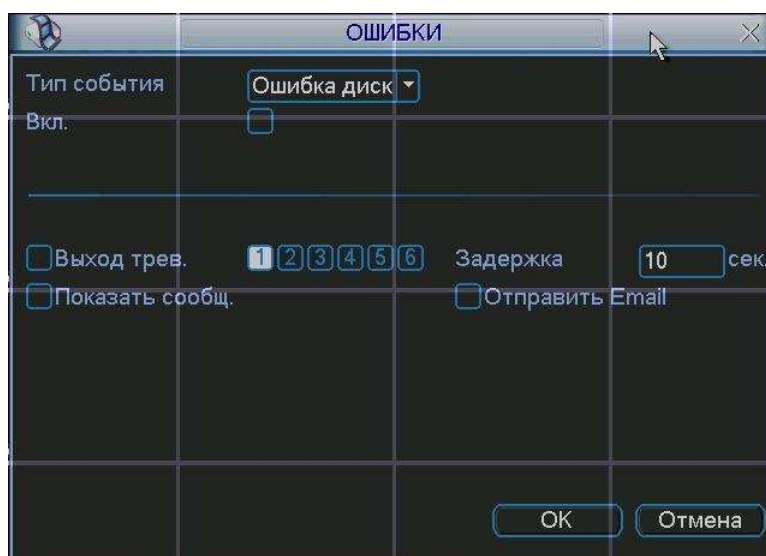 ОШИБКИ
Тип события Ошибка диск
Вкл.
Выход трев. 1 2 3 4 5 6 Задержка 10 сек.
Показать сообщ. Отправить Email
OK Отмена